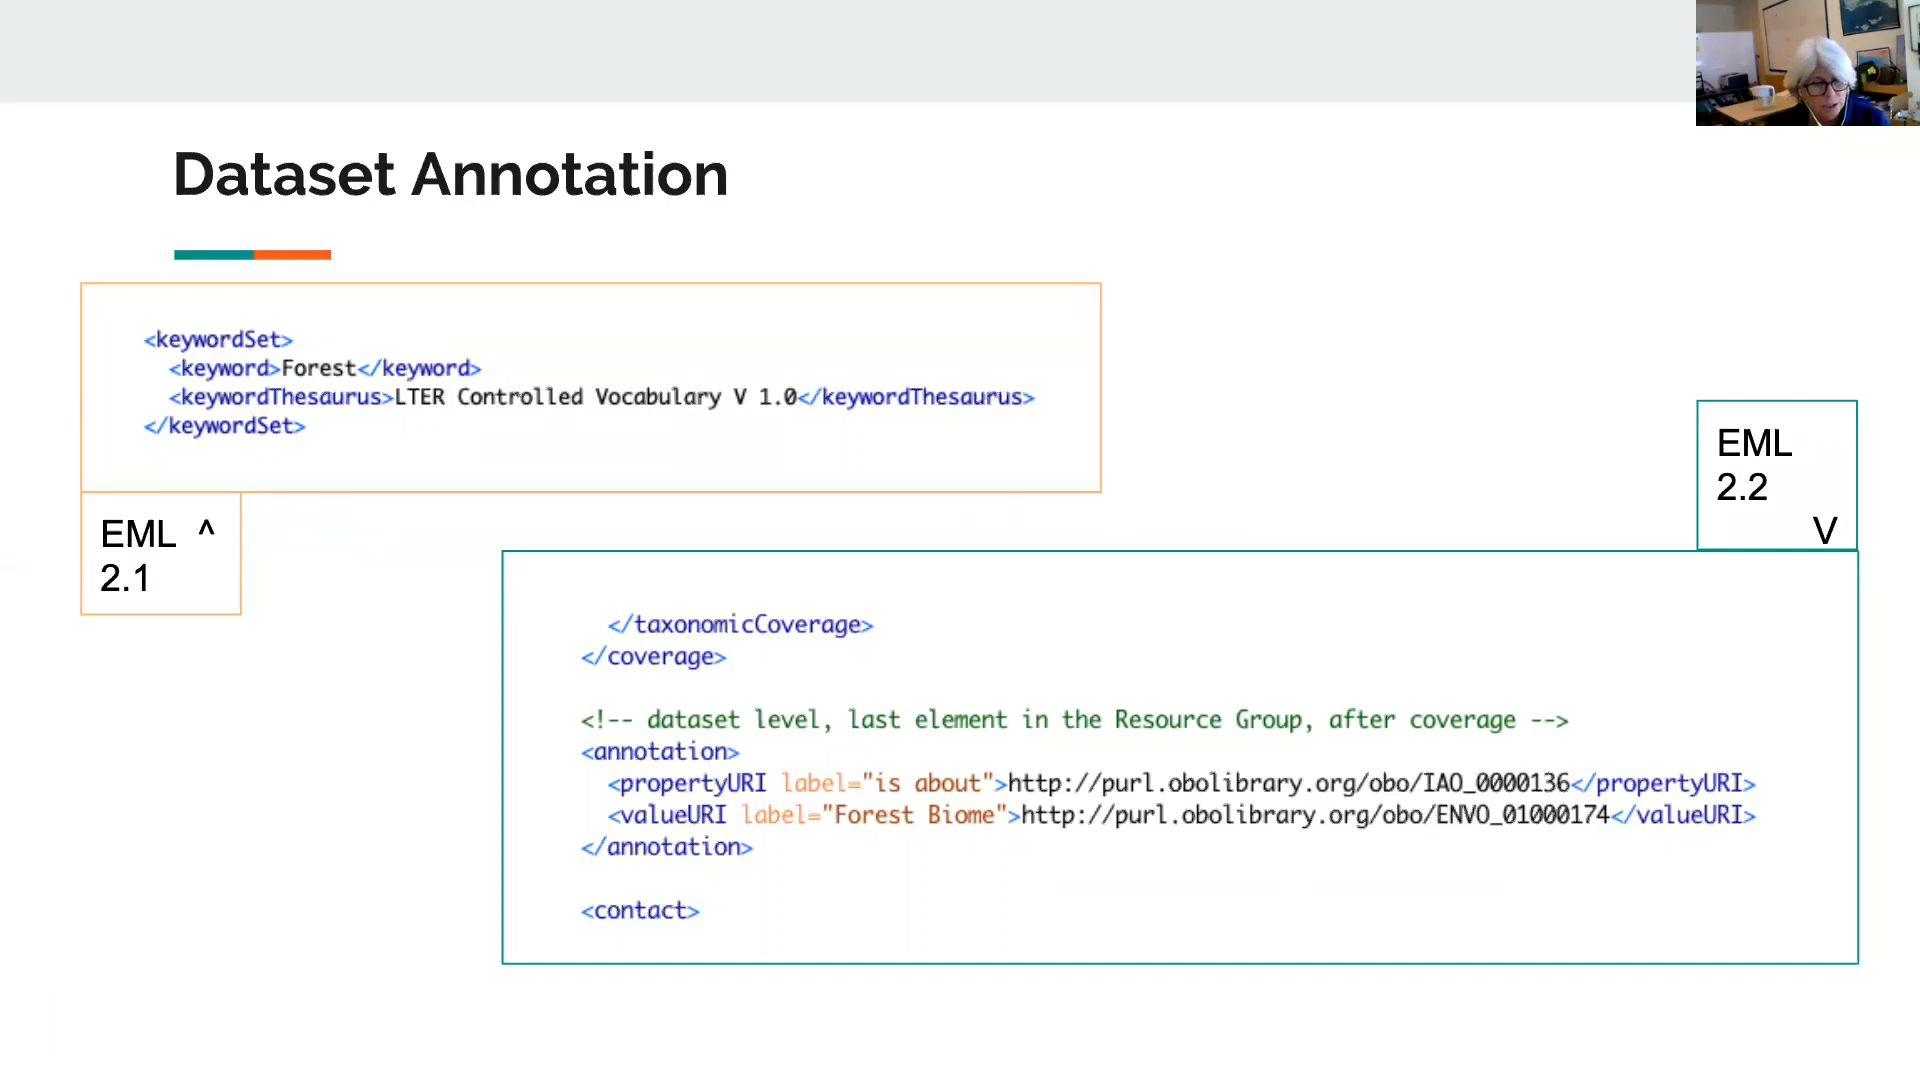 Dataset Annotation
<keywordSet>
<keyword>Forest</keyword>
<keywordThesaurus>LTER Controlled Vocabulary V 1.0</keywordThesaurus>
</keywordSet>
EML ^
2.1
EML
2.2
V
</taxonomicCoverage>
</coverage>
<!-- dataset level, last element in the Resource Group, after coverage -->
<annotation>
<propertyURI label="is about">http://purl.obolibrary.org/obo/IAO_0000136</propertyURI>
<valueURI label="Forest Biome">http://purl.obolibrary.org/obo/ENVO_01000174</valueURI>
</annotation>
<contact>